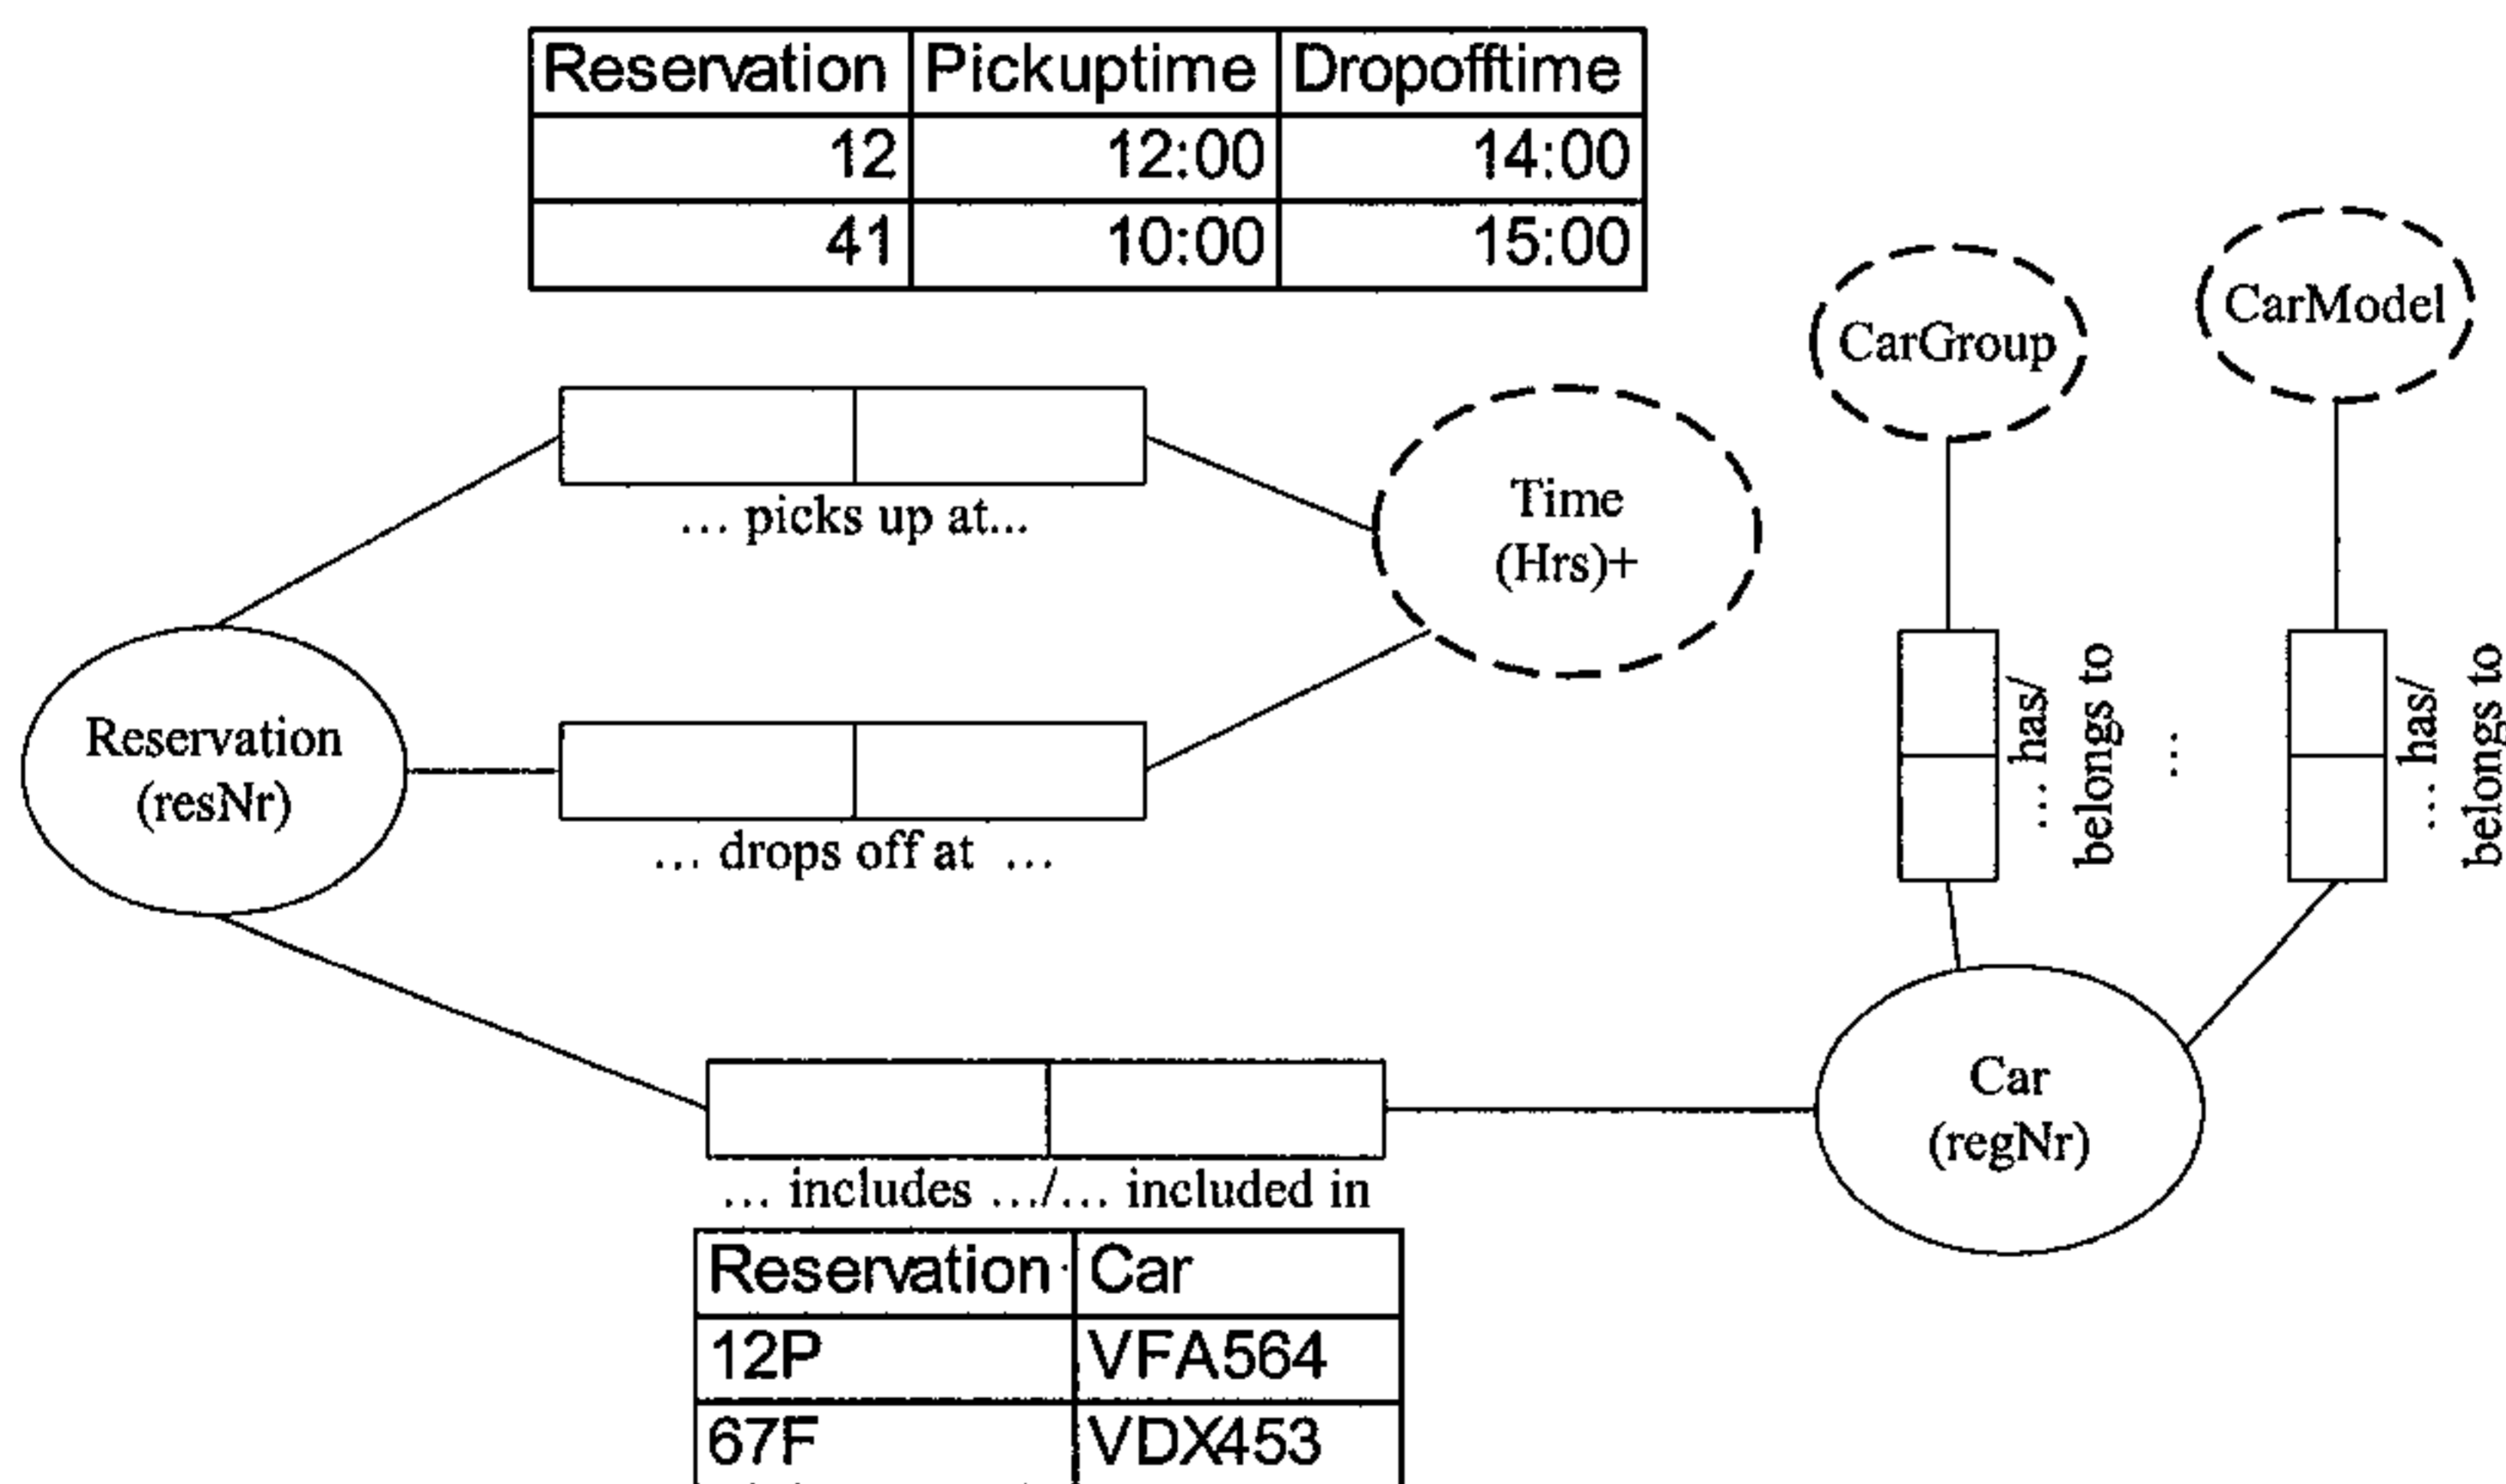 Reservation Pickuptime Dropofftime
12 12:00 14:00
41 10:00 15:00
CarGroup
CarModel
… picks up at...
Time
(Hrs)+
Reservation
(resNr)
… drops off at …
… has/
belongs to
…
… has/
belongs to
… includes …/… included in
Car
(regNr)
Reservation Car
12P VFA564
67F VDX453